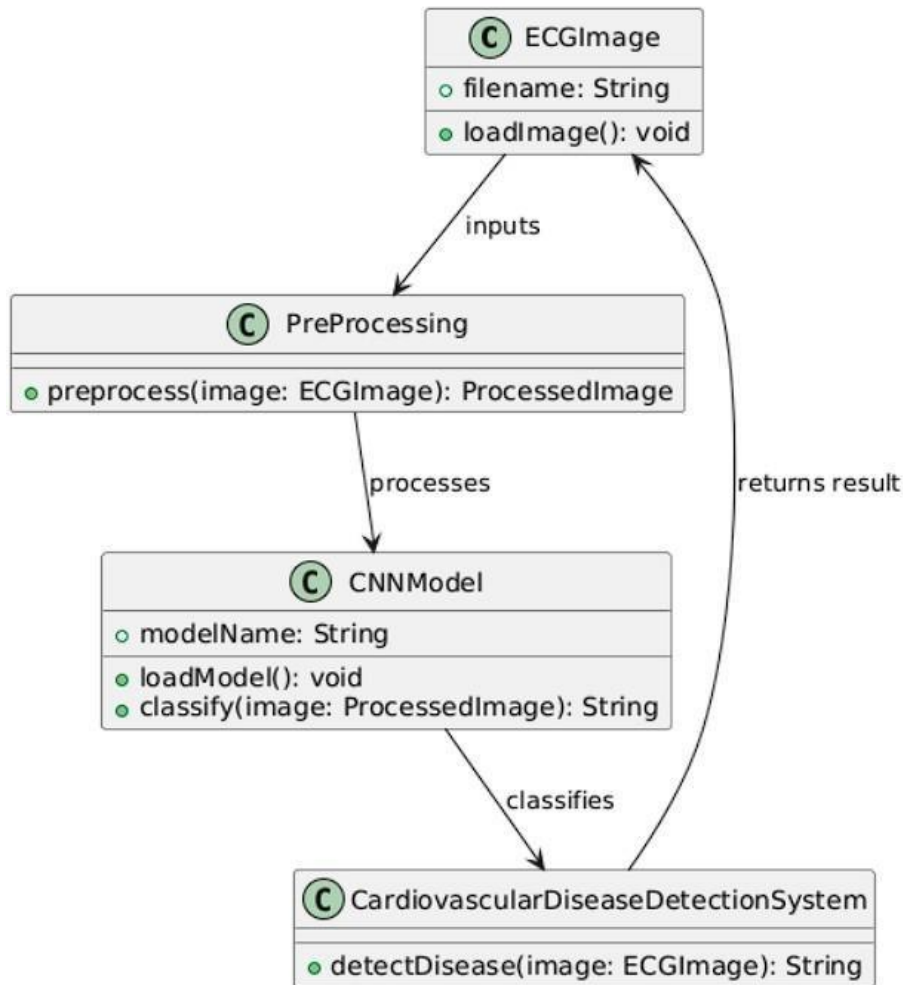 C ECGImage
filename: String
loadImage(): void
inputs
C PreProcessing
preprocess(image: ECGImage): ProcessedImage
processes
returns result
C CNNModel
modelName: String
loadModel(): void
classify(image: ProcessedImage): String
classifies
C CardiovascularDiseaseDetectionSystem
detectDisease(image: ECGImage): String